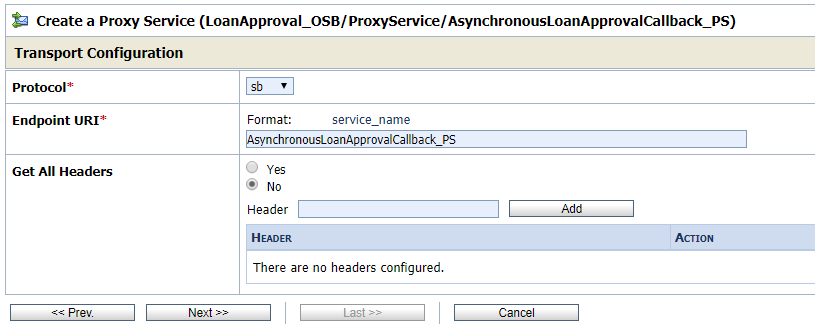 Create a Proxy Service (LoanApproval_OSB/ProxyService/AsynchronousLoanApprovalCallback_PS)
Transport Configuration
Protocol*
sb
Endpoint URI*
Format: service_name
AsynchronousLoanApprovalCallback_PS
Get All Headers
Yes
No
Header Add
HEADER ACTION
There are no headers configured.
<< Prev. Next >> Last >> Cancel